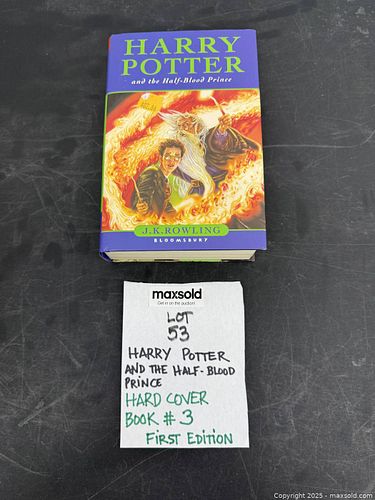 HARRY
POTTER
and the Half-Blood Prince
J.K.ROWLING
BLOOMSBURY
maxsold
Get in on the auction!
LOT
53
HARRY POTTER
AND THE HALF-BLOOD
PRINCE
HARD COVER
BOOK # 3
FIRST EDITION
Copyright © 2025 - www.maxsold.com